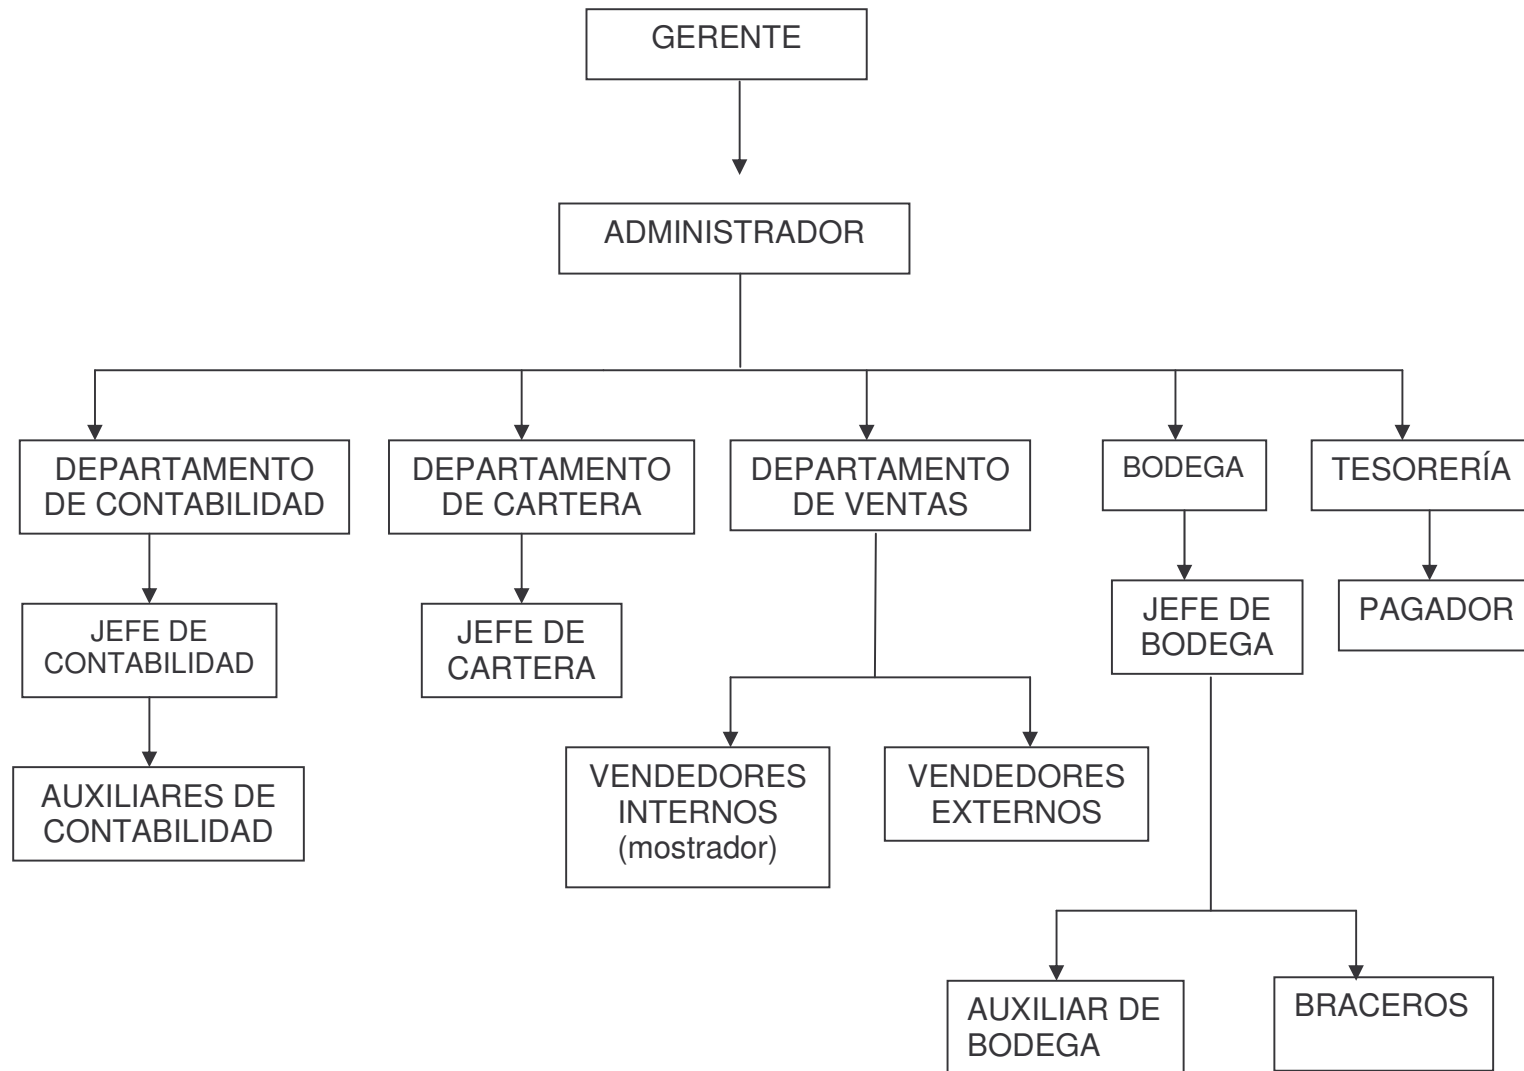 GERENTE
ADMINISTRADOR
DEPARTAMENTO
DE CONTABILIDAD
DEPARTAMENTO
DE CARTERA
DEPARTAMENTO
DE VENTAS
BODEGA
TESORERÍA
JEFE DE
CONTABILIDAD
JEFE DE
CARTERA
JEFE DE
BODEGA
PAGADOR
AUXILIARES DE
CONTABILIDAD
VENDEDORES
INTERNOS
(mostrador)
VENDEDORES
EXTERNOS
AUXILIAR DE
BODEGA
BRACEROS